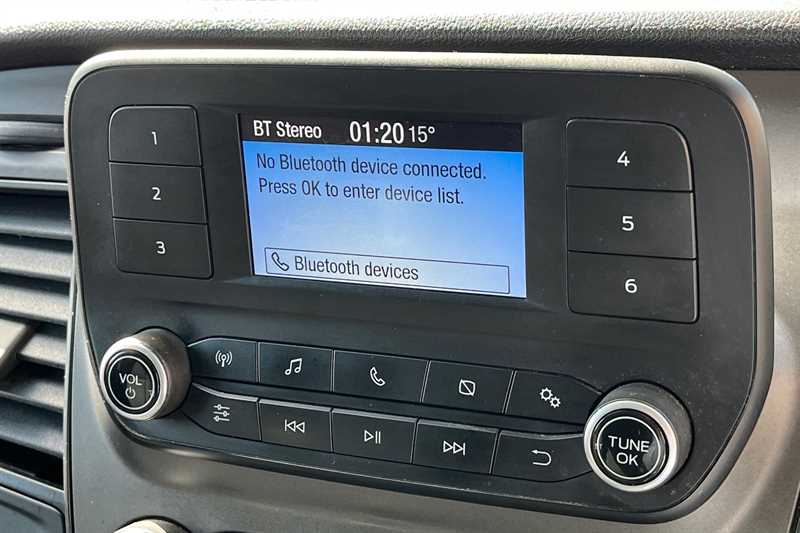 BT Stereo 01:20 15°
No Bluetooth device connected.
Press OK to enter device list.
Bluetooth devices
1
2
3
4
5
6
VOL
TUNE
OK